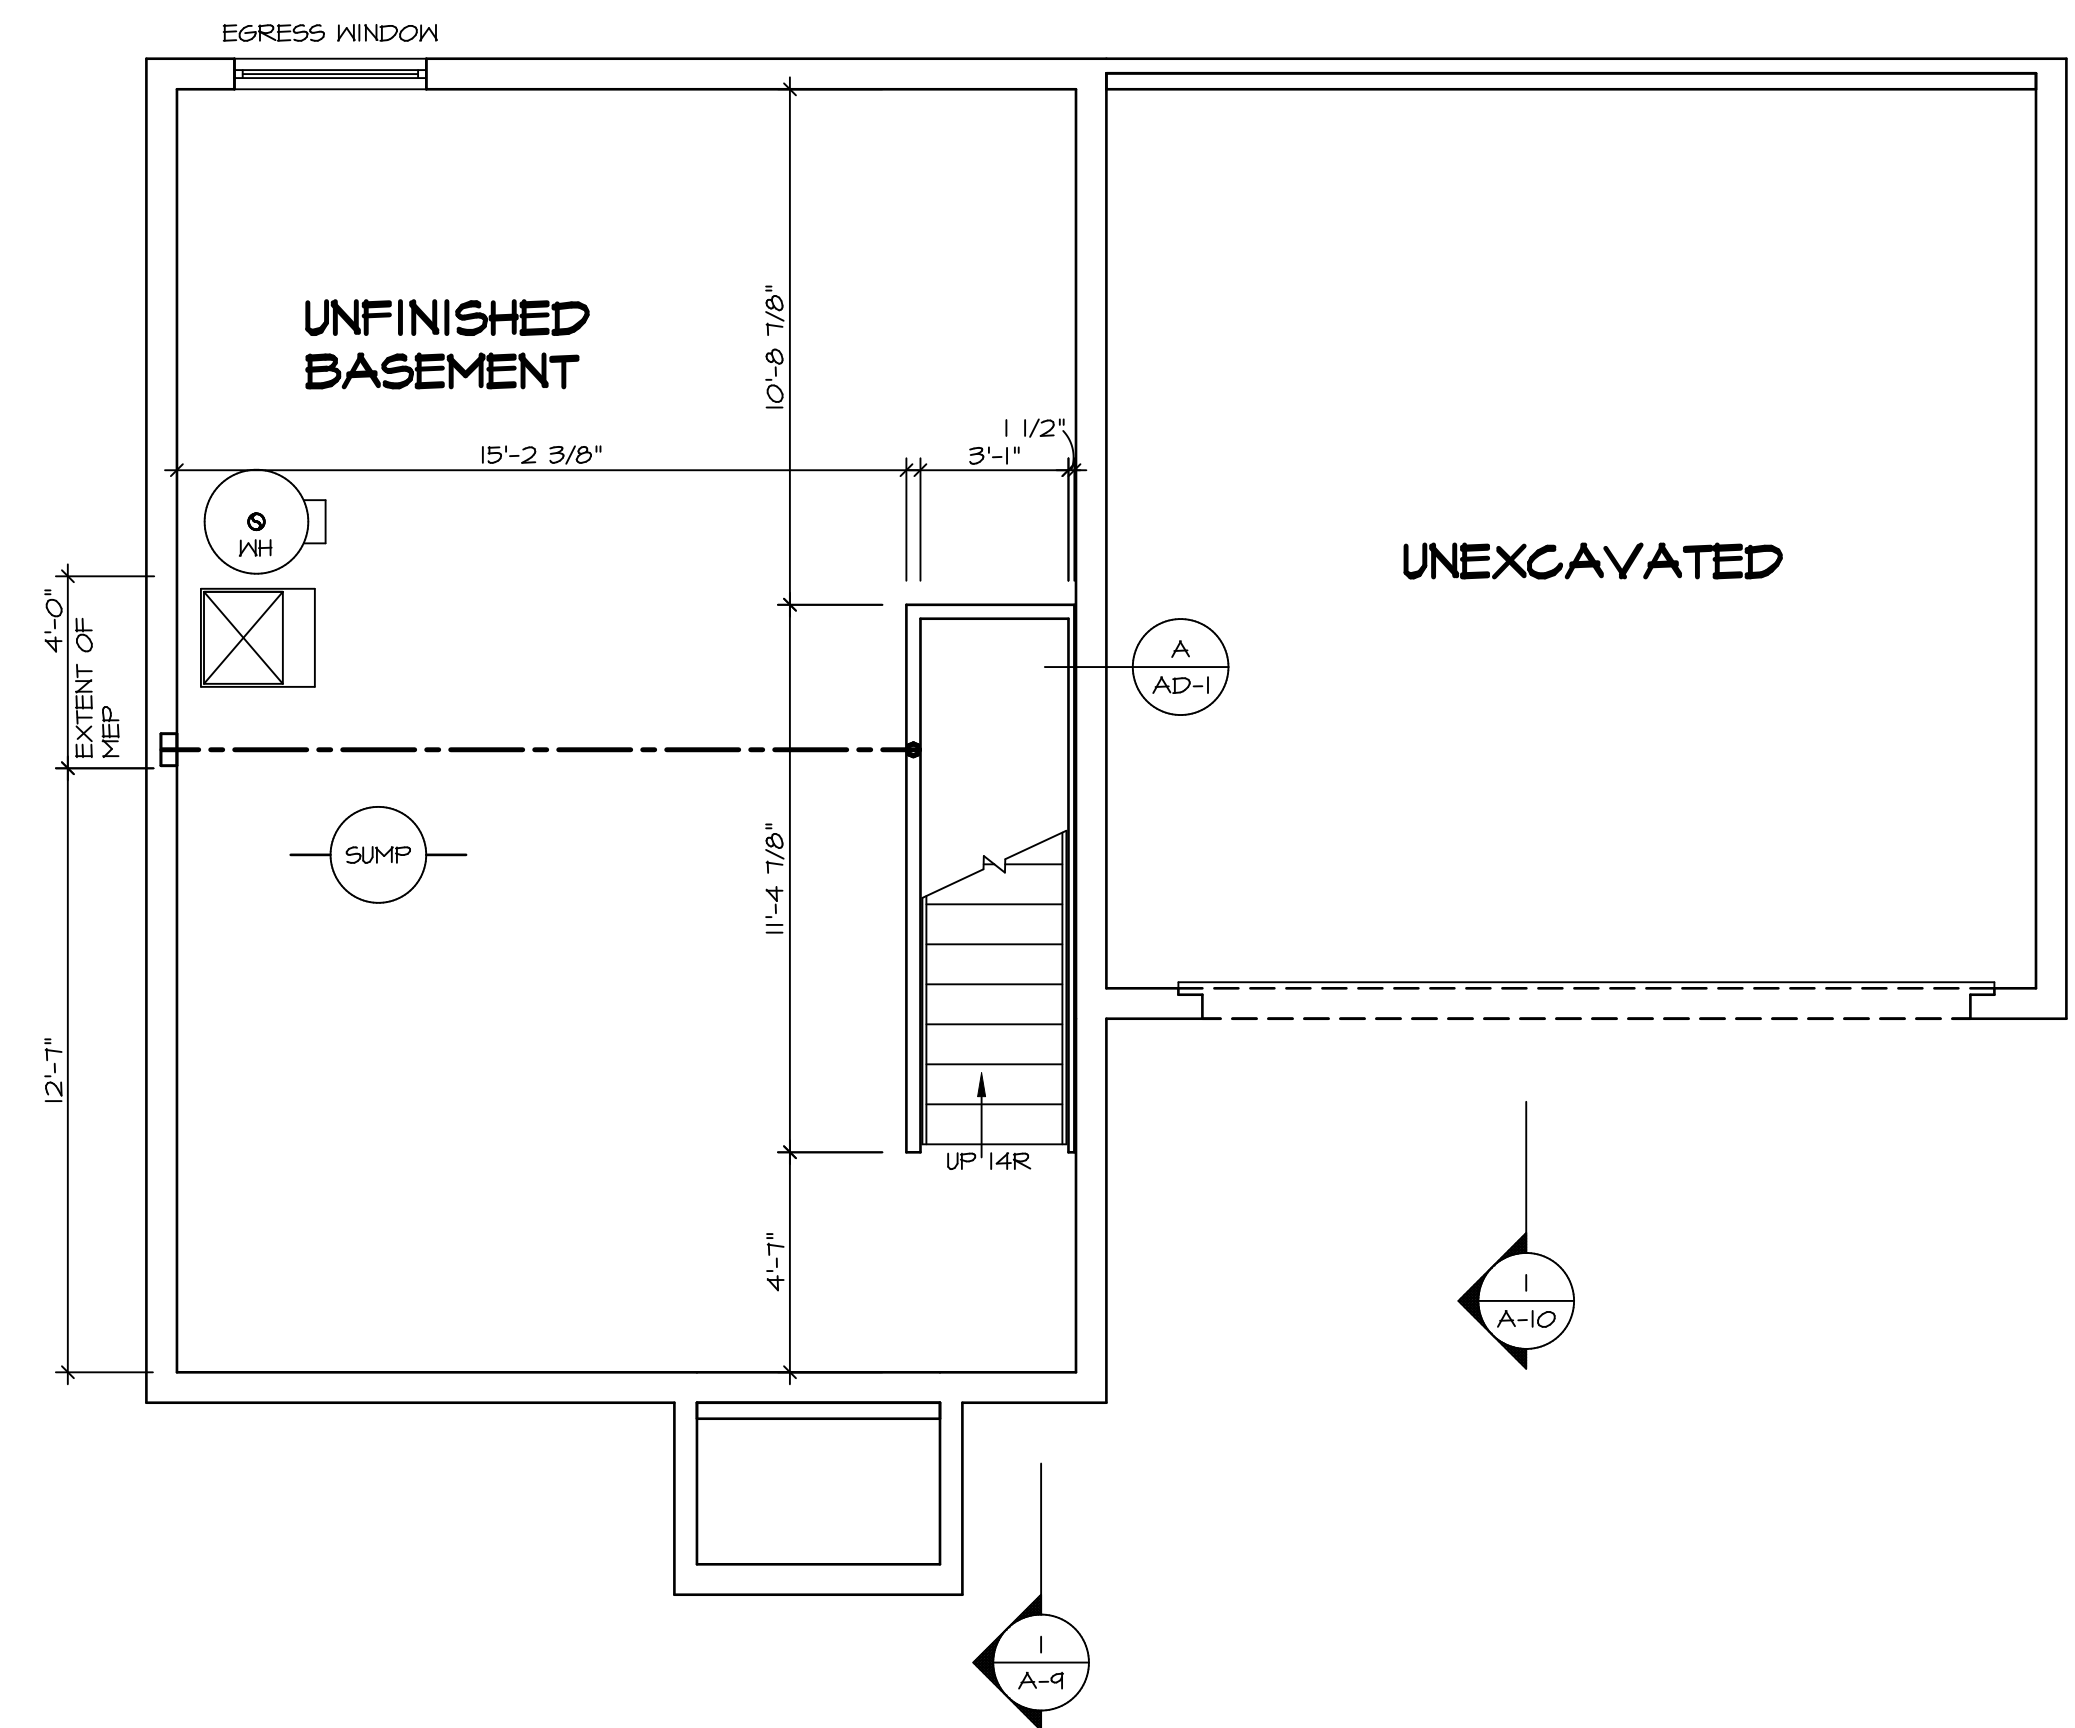 EGRESS WINDOW
UNFINISHED
BASEMENT
10'-8 7/8"
1 1/2"
15'-2 3/8"
3'-1"
WH
UNEXCAVATED
4'-0"
EXTENT OF
MEP
A
AD-1
SUMP
11'-4 7/8"
12'-7"
UP 14R
4'-7"
1
A-10
1
A-9